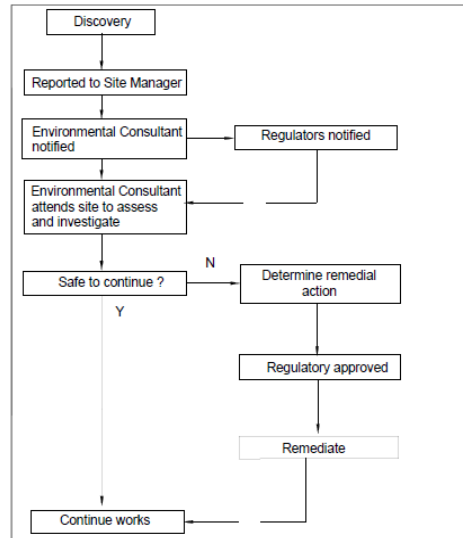 Discovery
Reported to Site Manager
Environmental Consultant
notified
Regulators notified
Environmental Consultant
attends site to assess
and investigate
Safe to continue ?
N
Determine remedial
action
Y
Regulatory approved
Remediate
Continue works